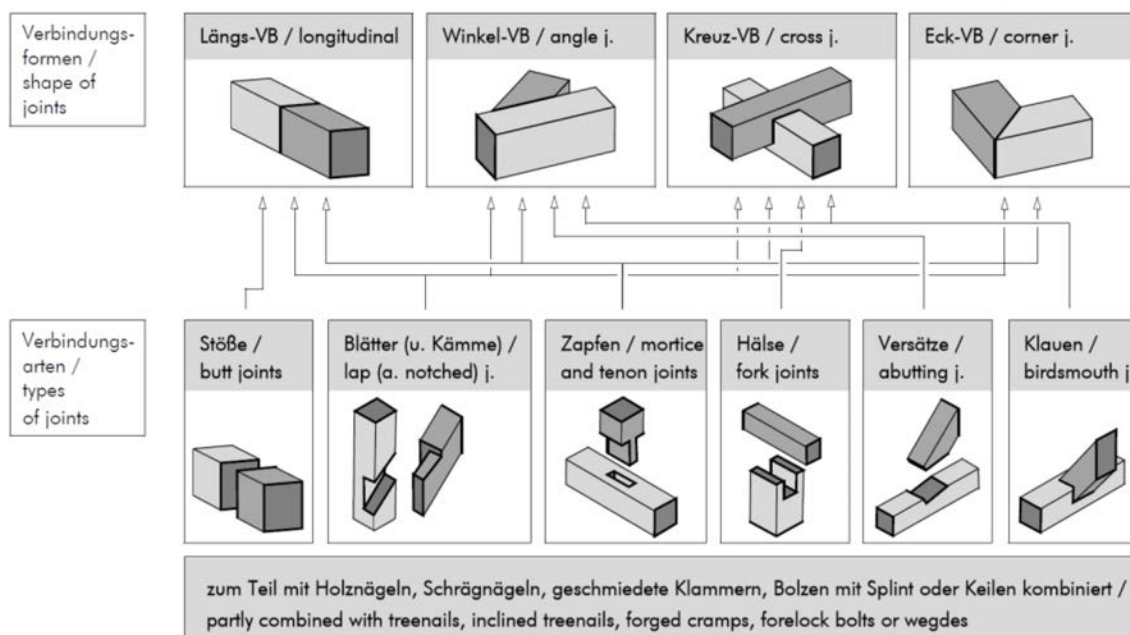 Verbindungs-
formen /
shape of
joints
Längs-VB / longitudinal
Winkel-VB / angle j.
Kreuz-VB / cross j.
Eck-VB / corner j.
Verbindungs-
arten /
types
of joints
Stöße /
butt joints
Blätter (u. Kämme) /
lap (a. notched) j.
Zapfen / mortice
and tenon joints
Hälse /
fork joints
Versätze /
abutting j.
Klauen /
birdsmouth j
zum Teil mit Holznägeln, Schrägnägeln, geschmiedete Klammern, Bolzen mit Splint oder Keilen kombiniert /
partly combined with treenails, inclined treenails, forged cramps, forelock bolts or wegdes